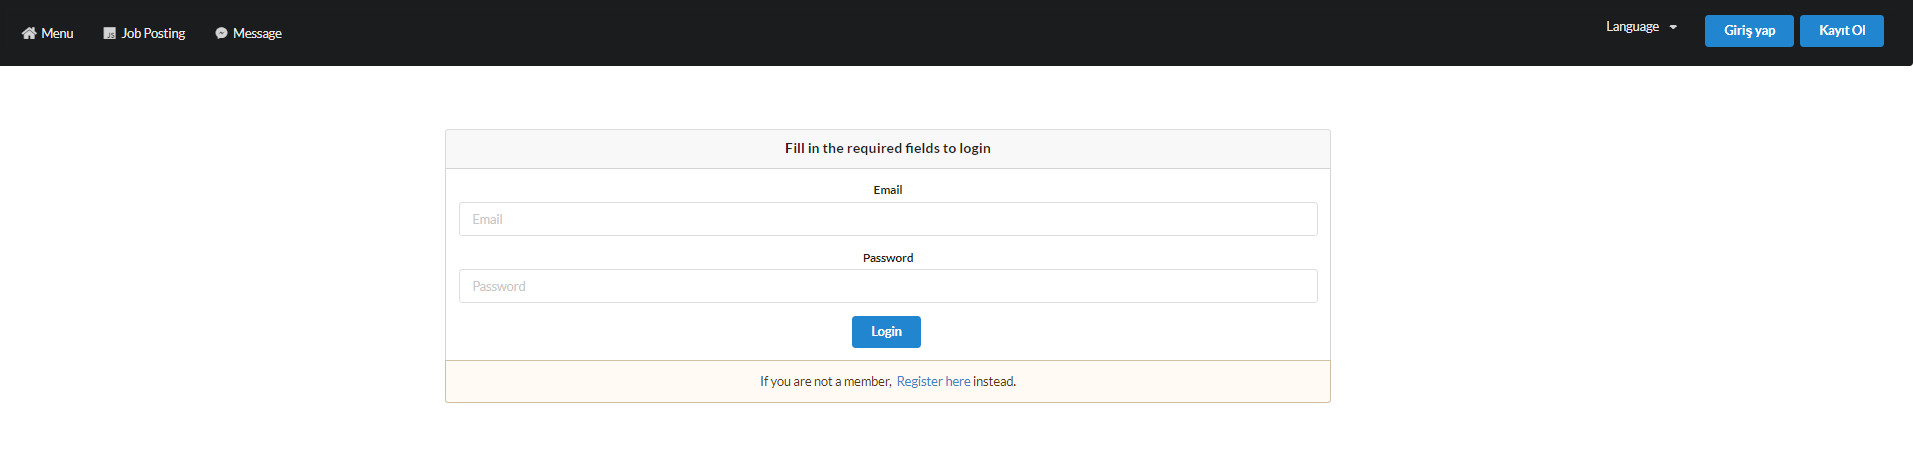 Menu Job Posting Message Language Giriş yap Kayıt Ol
Fill in the required fields to login
Email
Email
Password
Password
Login
If you are not a member, Register here instead.